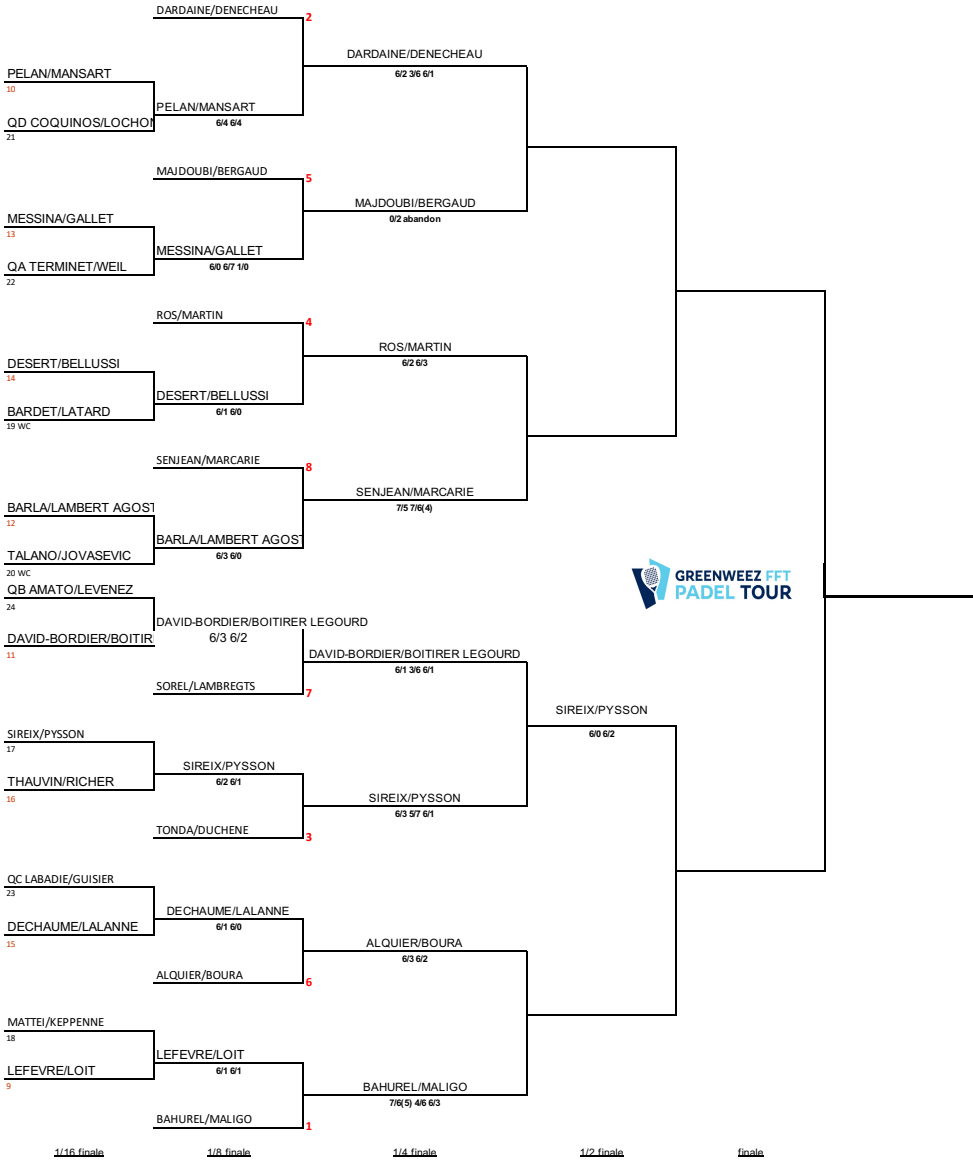 DARDAINE/DENECHEAU
2
DARDAINE/DENECHEAU
6/2 3/6 6/1
PELAN/MANSART
10
PELAN/MANSART
6/4 6/4
QD COQUINOS/LOCHON
21
MAJDOUBI/BERGAUD
5
MAJDOUBI/BERGAUD
0/2 abandon
MESSINA/GALLET
13
MESSINA/GALLET
6/0 6/7 1/0
QA TERMINET/WEIL
22
ROS/MARTIN
4
ROS/MARTIN
6/2 6/3
DESERT/BELLUSSI
14
DESERT/BELLUSSI
6/1 6/0
BARDET/LATARD
19 WC
SENJEAN/MARCARIE
8
SENJEAN/MARCARIE
7/5 7/6(4)
BARLA/LAMBERT AGOST
12
BARLA/LAMBERT AGOST
6/3 6/0
TALANO/JOVASEVIC
20 WC
GREENWEEZ FFT
PADEL TOUR
QB AMATO/LEVENEZ
24
DAVID-BORDIER/BOITIRER LEGOURD
6/3 6/2
DAVID-BORDIER/BOITIR
11
DAVID-BORDIER/BOITIRER LEGOURD
6/1 3/6 6/1
SOREL/LAMBREGTS
7
SIREIX/PYSSON
6/0 6/2
SIREIX/PYSSON
17
SIREIX/PYSSON
6/2 6/1
THAUVIN/RICHER
16
SIREIX/PYSSON
6/3 5/7 6/1
TONDA/DUCHENE
3
QC LABADIE/GUISIER
23
DECHAUME/LALANNE
6/1 6/0
DECHAUME/LALANNE
15
ALQUIER/BOURA
6/3 6/2
ALQUIER/BOURA
6
MATTEI/KEPPENNE
18
LEFEVRE/LOIT
6/1 6/1
LEFEVRE/LOIT
9
BAHUREL/MALIGO
7/6(5) 4/6 6/3
BAHUREL/MALIGO
1
1/16 finale
1/8 finale
1/4 finale
1/2 finale
finale